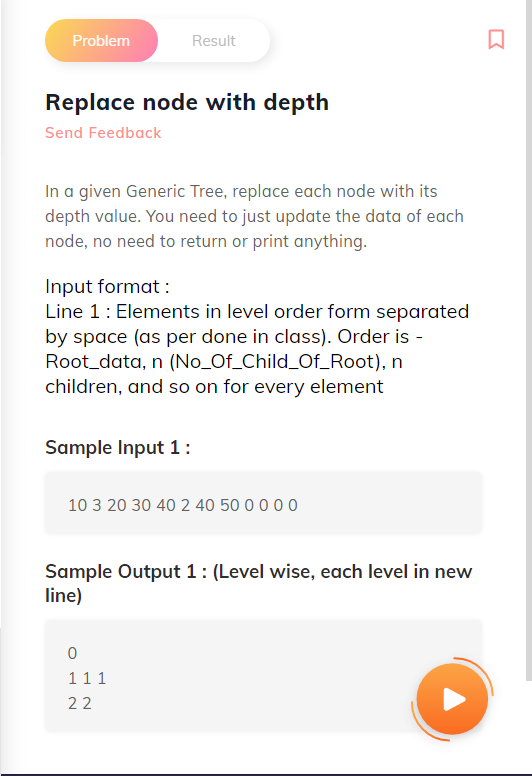 Problem
Result
Replace node with depth
Send Feedback
In a given Generic Tree, replace each node with its
depth value. You need to just update the data of each
node, no need to return or print anything.
Input format :
Line 1 : Elements in level order form separated
by space (as per done in class). Order is -
Root_data, n (No_Of_Child_Of_Root), n
children, and so on for every element
Sample Input 1 :
10 3 20 30 40 2 40 50 0 0 0 0
Sample Output 1 : (Level wise, each level in new
line)
0
1 1 1
2 2